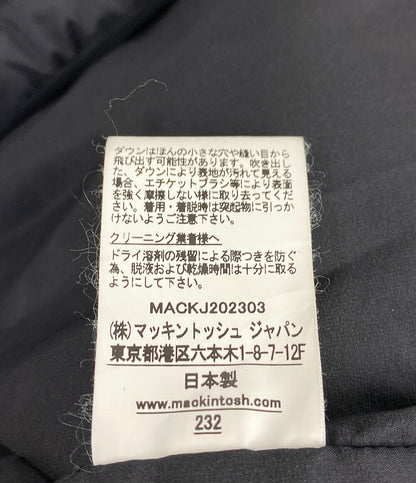 ダウンはほんの小さな穴や縫い目から
飛び出す可能性があります。吹き出し
た、ダウンにより表地が汚れて見える
場合、エチケットブラシ等により表面
を強く摩擦しない様に取り去ってくださ
い。着用・着脱時は突起物に引っか
けないようご注意下さい。
クリーニング業者様へ
ドライ溶剤の残留による際つきを防ぐ
為、脱液および乾燥時間は十分に取る
ようにして下さい。
MACKJ202303
(株)マッキントッシュ ジャパン
東京都港区六本木1-8-7-12F
日本製
www.mackintosh.com
232